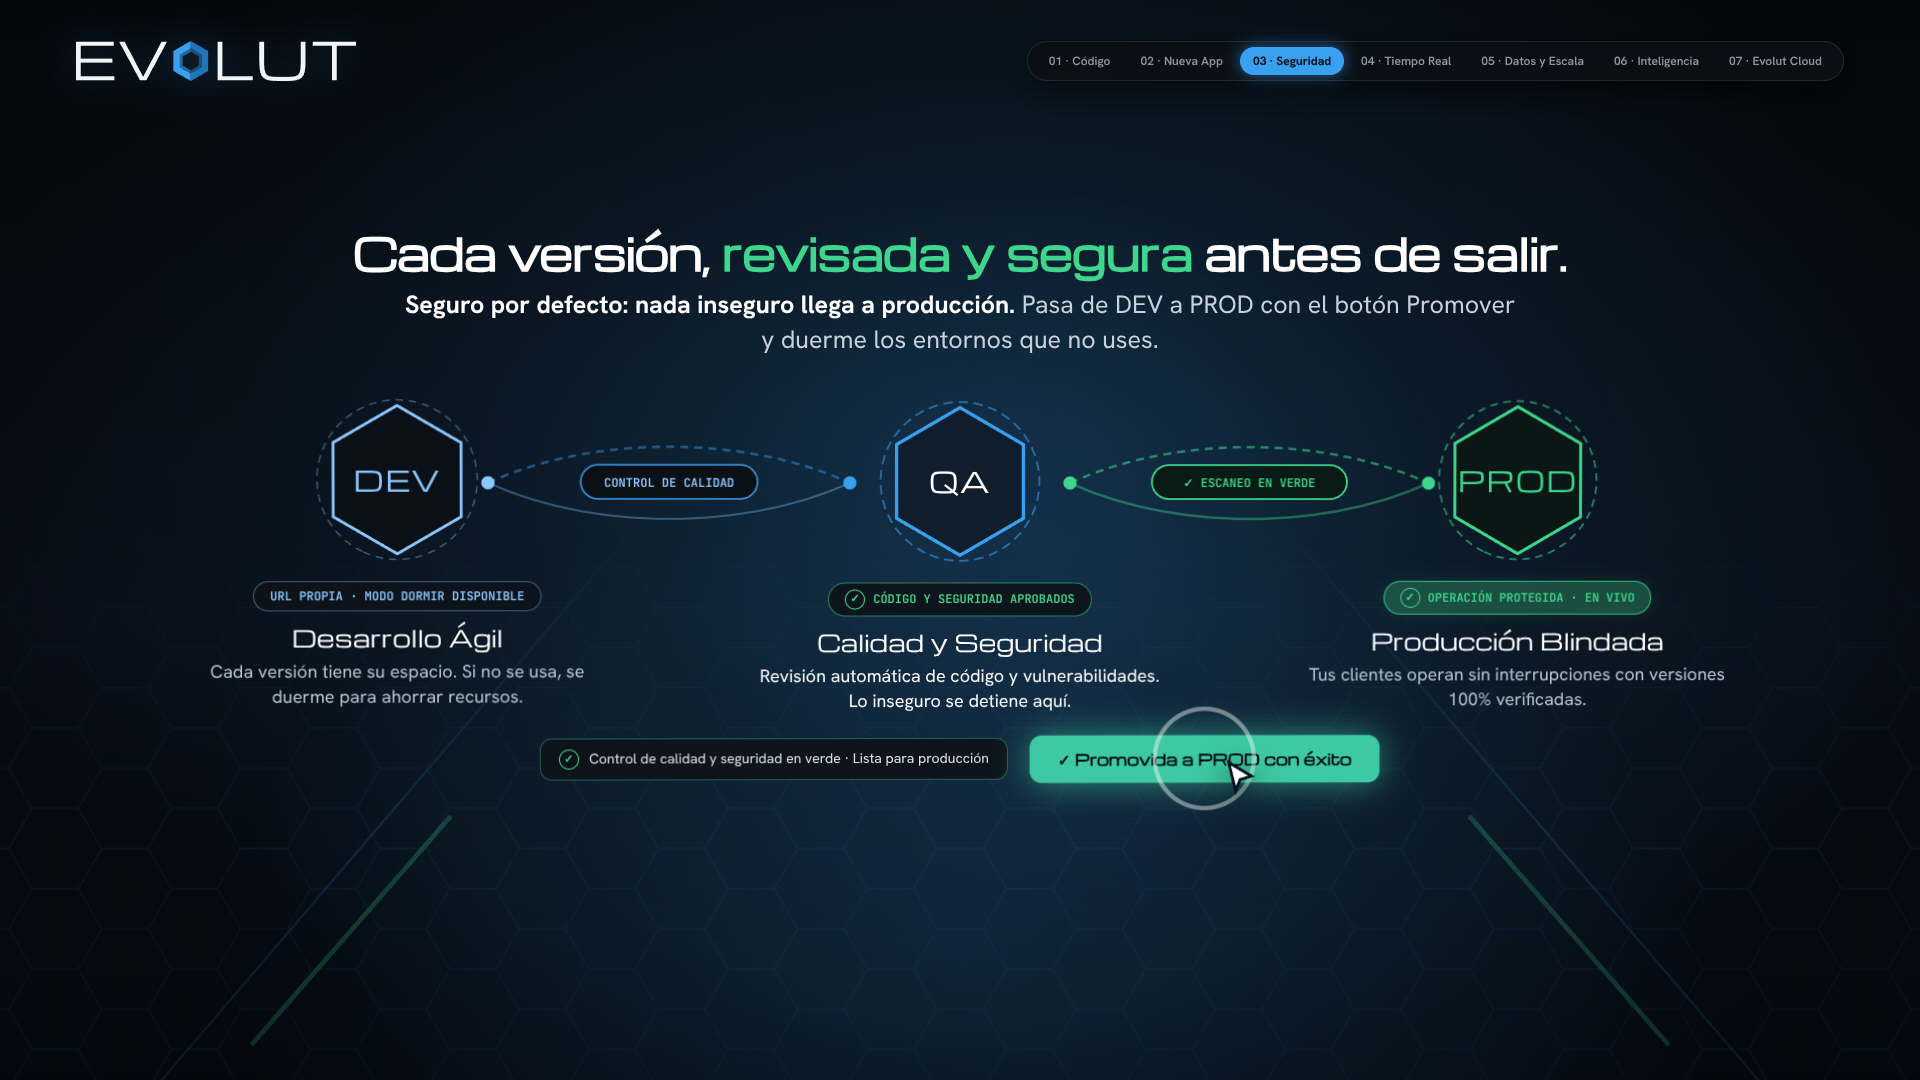 EVOLUT
01 · Código
02 · Nueva App
03 · Seguridad
04 · Tiempo Real
05 · Datos y Escala
06 · Inteligencia
07 · Evolut Cloud
Cada versión, revisada y segura antes de salir.
Seguro por defecto: nada inseguro llega a producción. Pasa de DEV a PROD con el botón Promover
y duerme los entornos que no uses.
DEV
CONTROL DE CALIDAD
QA
✓ ESCANEO EN VERDE
PROD
URL PROPIA · MODO DORMIR DISPONIBLE
Desarrollo Ágil
Cada versión tiene su espacio. Si no se usa, se
duerme para ahorrar recursos.
✓ CÓDIGO Y SEGURIDAD APROBADOS
Calidad y Seguridad
Revisión automática de código y vulnerabilidades.
Lo inseguro se detiene aquí.
✓ OPERACIÓN PROTEGIDA · EN VIVO
Producción Blindada
Tus clientes operan sin interrupciones con versiones
100% verificadas.
✓ Control de calidad y seguridad en verde · Lista para producción
✓ Promovida a PROD con éxito